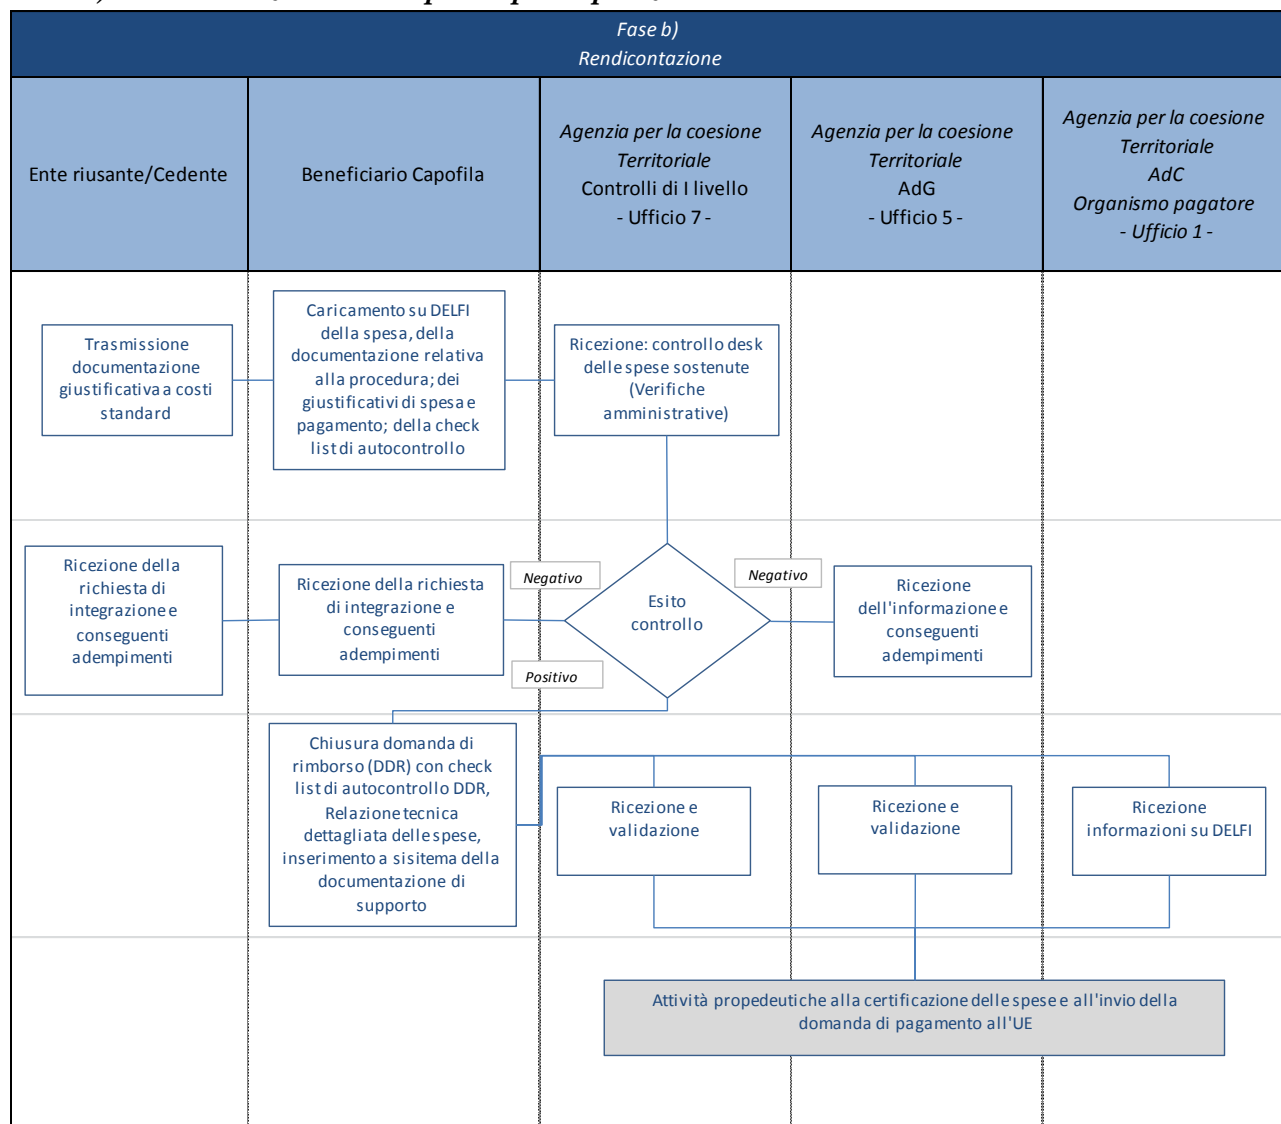 Fase b)
Rendicontazione
Ente riusante/Cedente
Beneficiario Capofila
Agenzia per la coesione
Territoriale
Controlli di I livello
- Ufficio 7 -
Agenzia per la coesione
Territoriale
AdG
- Ufficio 5 -
Agenzia per la coesione
Territoriale
AdC
Organismo pagatore
- Ufficio 1 -
Trasmissione
documentazione
giustificativa a costi
standard
Caricamento su DELFI
della spesa, della
documentazione relativa
alla procedura; dei
giustificativi di spesa e
pagamento; della check
list di autocontrollo
Ricezione: controllo desk
delle spese sostenute
(Verifiche
amministrative)
Ricezione della
richiesta di
integrazione e
conseguenti
adempimenti
Ricezione della richiesta
di integrazione e
conseguenti
adempimenti
Negativo
Esito
controllo
Negativo
Ricezione
dell'informazione e
conseguenti
adempimenti
Positivo
Chiusura domanda di
rimborso (DDR) con check
list di autocontrollo DDR,
Relazione tecnica
dettagliata delle spese,
inserimento a sisitema della
documentazione di
supporto
Ricezione e
validazione
Ricezione e
validazione
Ricezione
informazioni su DELFI
Attività propedeutiche alla certificazione delle spese e all'invio della
domanda di pagamento all'UE